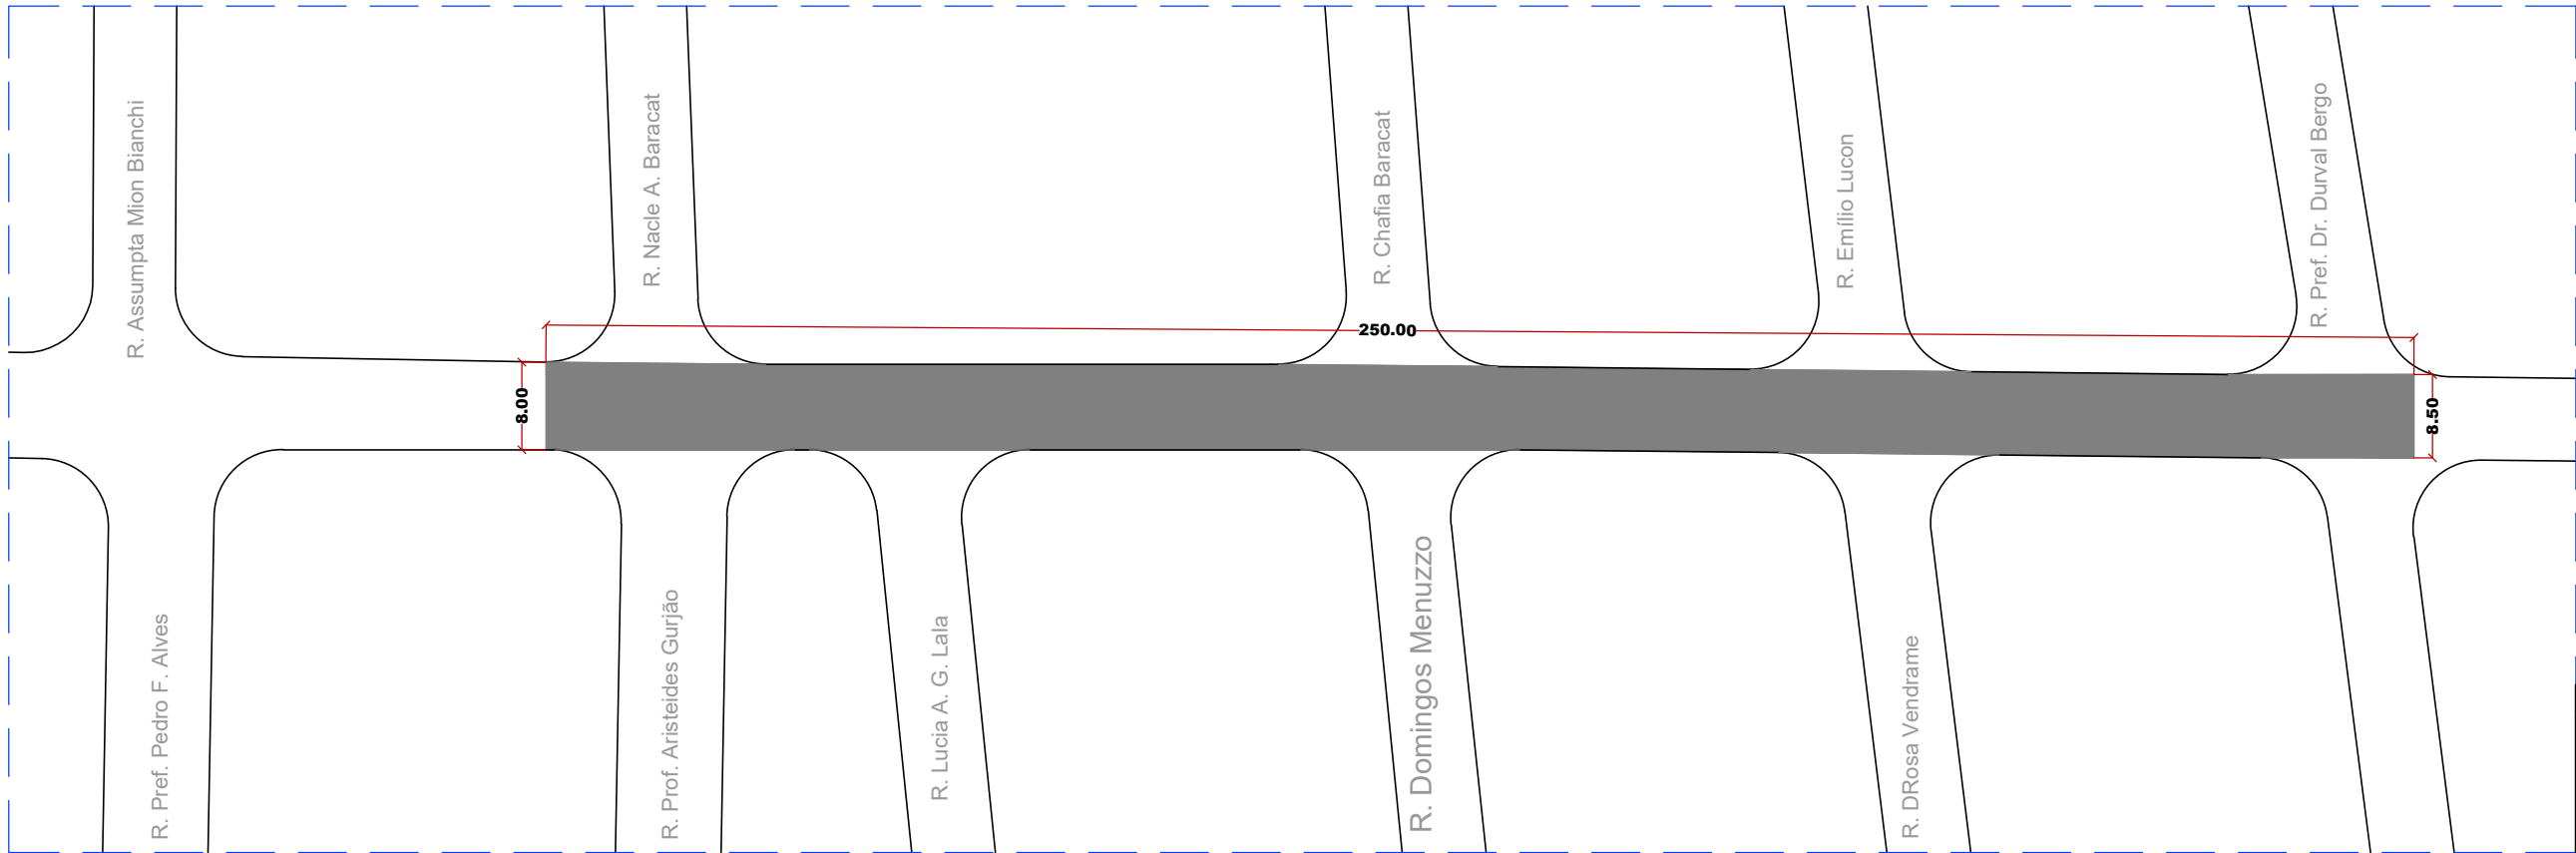 R. Assumpta Mion Bianchi
R. Nacle A. Baracat
R. Chafia Baracat
R. Emílio Lucon
R. Pref. Dr. Durval Bergo
250.00
8.00
8.50
R. Pref. Pedro F. Alves
R. Prof. Aristeides Gurjão
R. Lucia A. G. Lala
R. Domingos Menuzzo
R. DRosa Vendrame